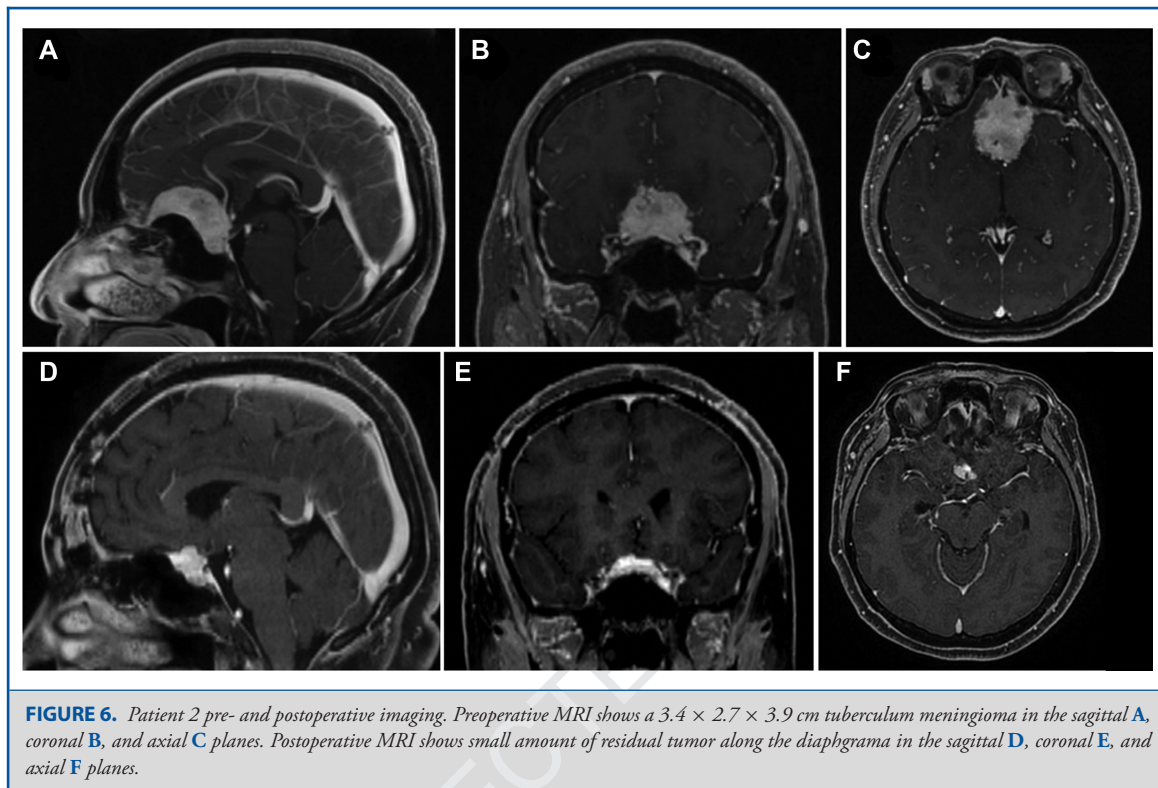 A
B
C
D
E
F
FIGURE 6. Patient 2 pre- and postoperative imaging. Preoperative MRI shows a 3.4 × 2.7 × 3.9 cm tuberculum meningioma in the sagittal A,
coronal B, and axial C planes. Postoperative MRI shows small amount of residual tumor along the diaphgrama in the sagittal D, coronal E, and
axial F planes.